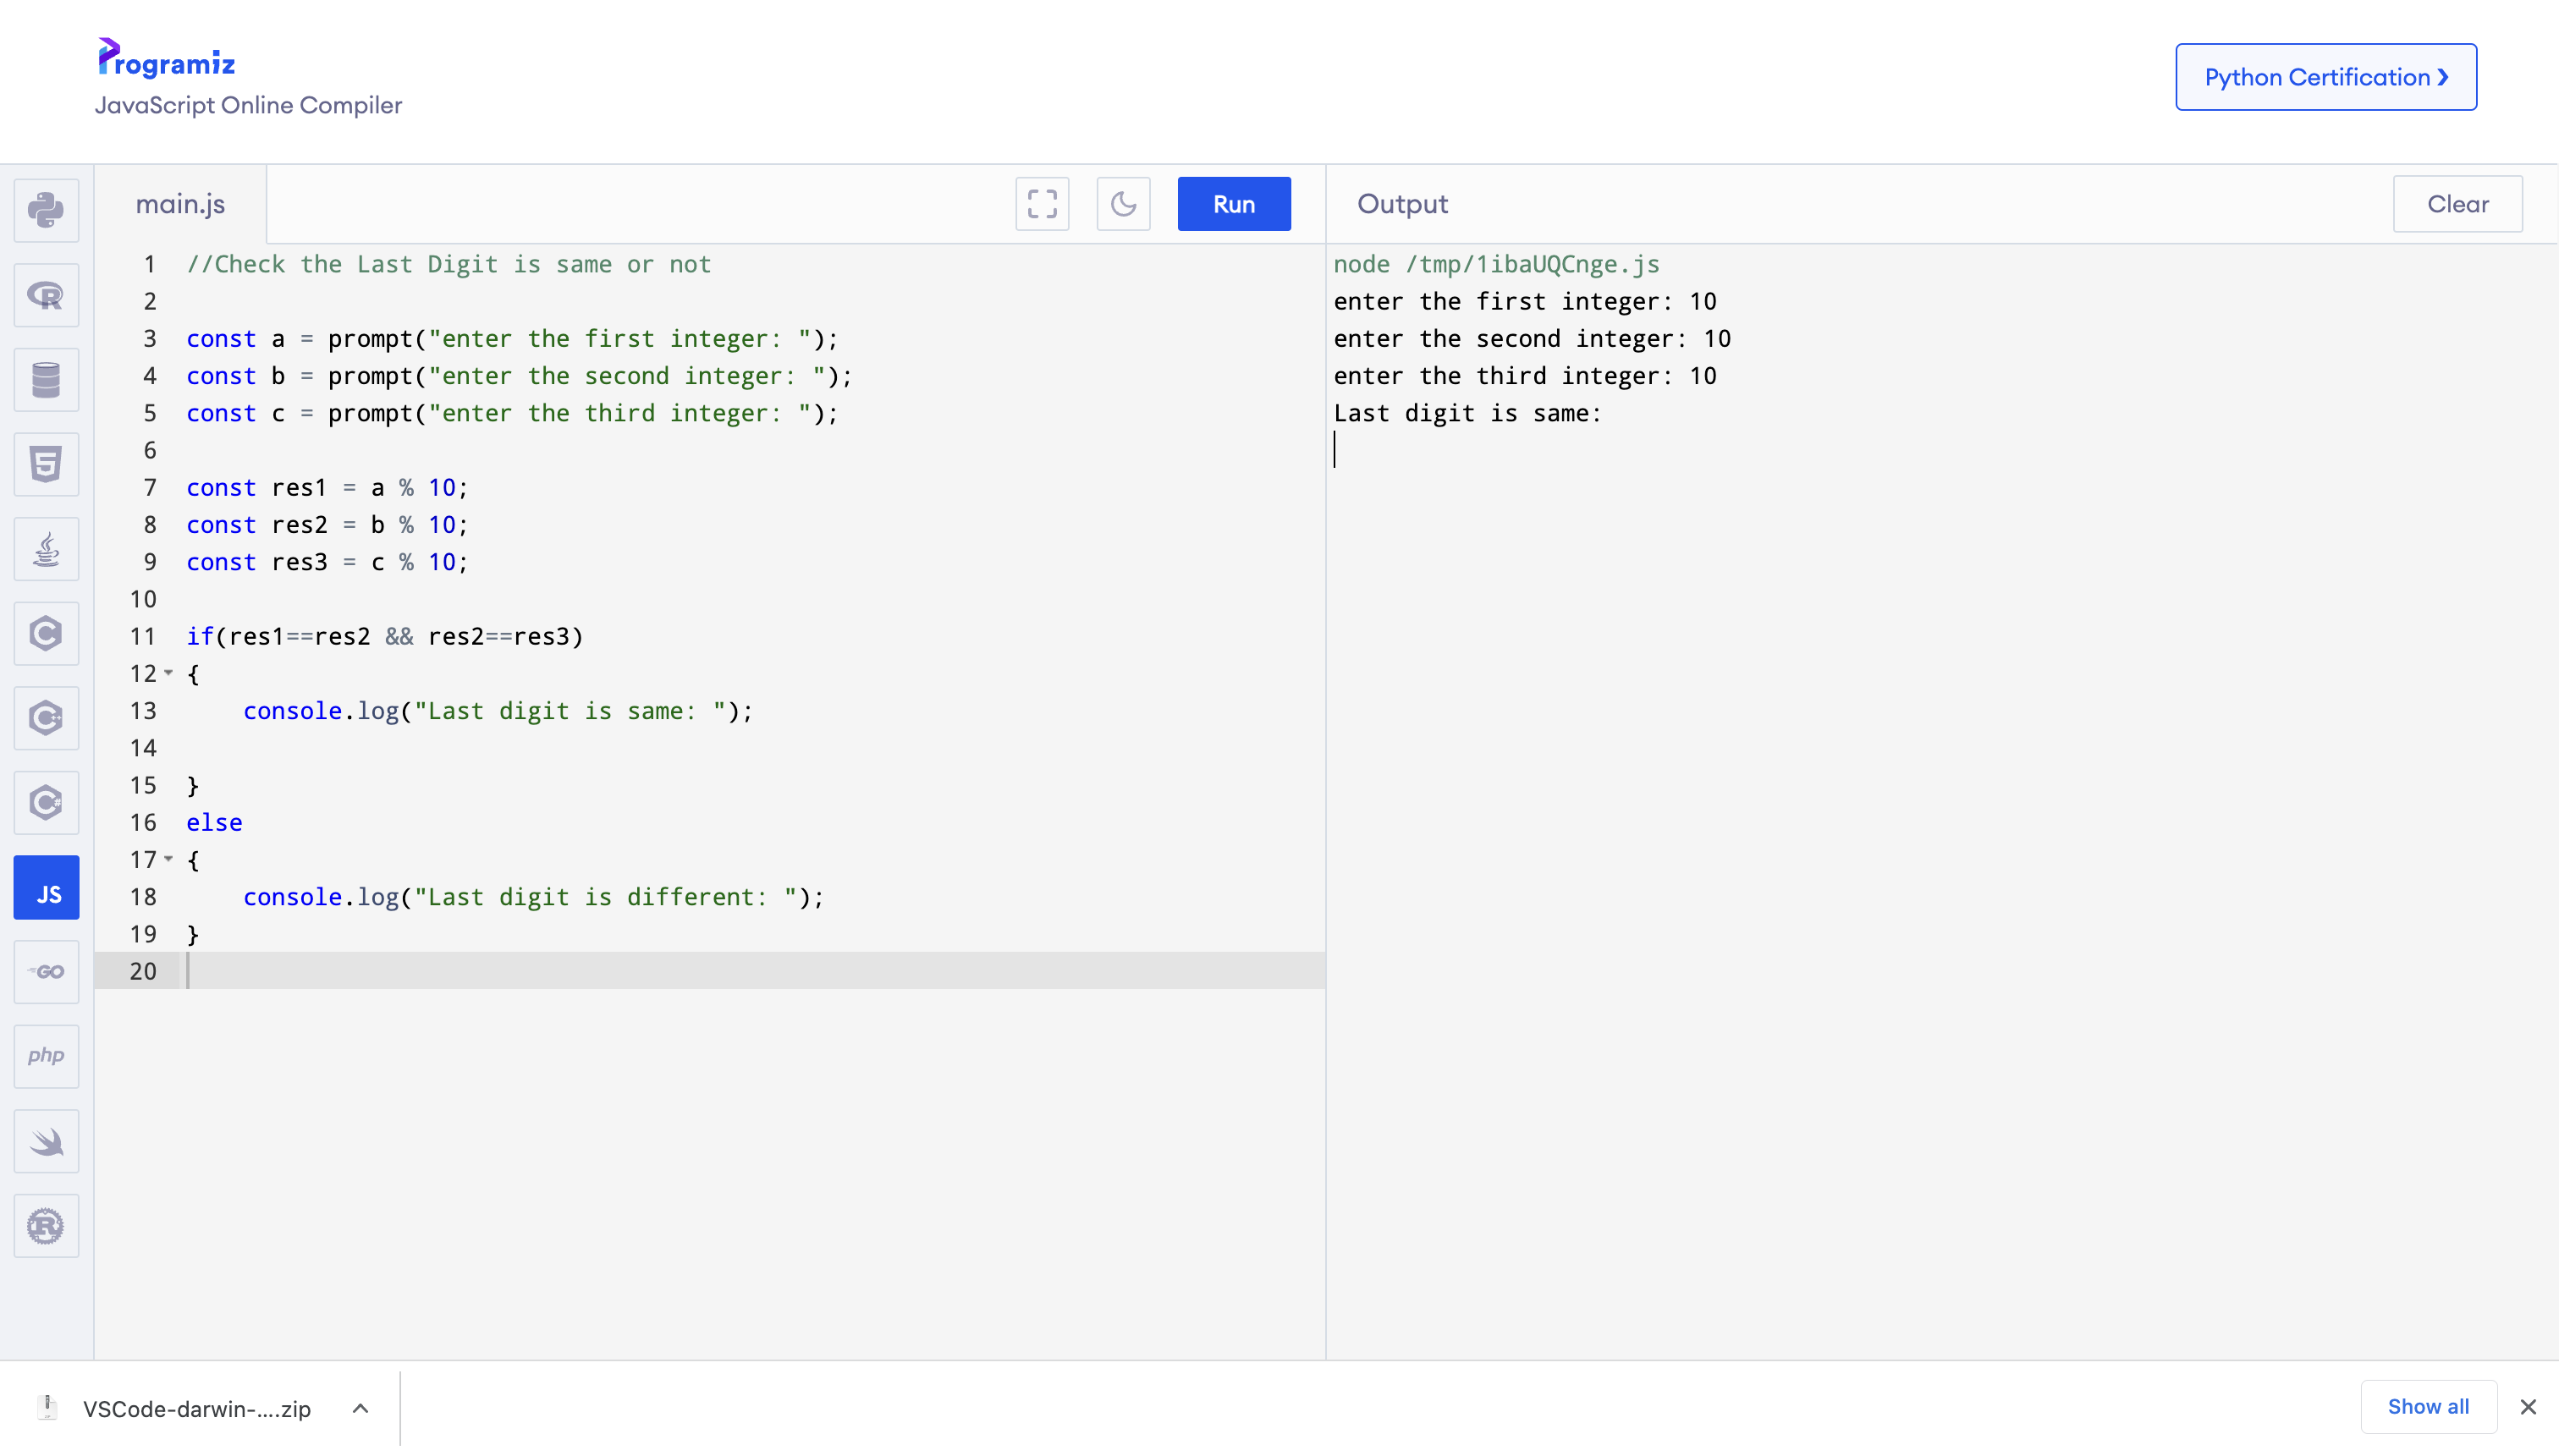 Programiz
JavaScript Online Compiler
Python Certification ❯
main.js
Run
Output
Clear
1 //Check the Last Digit is same or not
2
3 const a = prompt("enter the first integer: ");
4 const b = prompt("enter the second integer: ");
5 const c = prompt("enter the third integer: ");
6
7 const res1 = a % 10;
8 const res2 = b % 10;
9 const res3 = c % 10;
10
11 if(res1==res2 && res2==res3)
12 {
13     console.log("Last digit is same: ");
14
15 }
16 else
17 {
18     console.log("Last digit is different: ");
19 }
20
node /tmp/1ibaUQCnge.js
enter the first integer: 10
enter the second integer: 10
enter the third integer: 10
Last digit is same:
R
5
C
C++
C#
JS
GO
php
R
VSCode-darwin-....zip
Show all